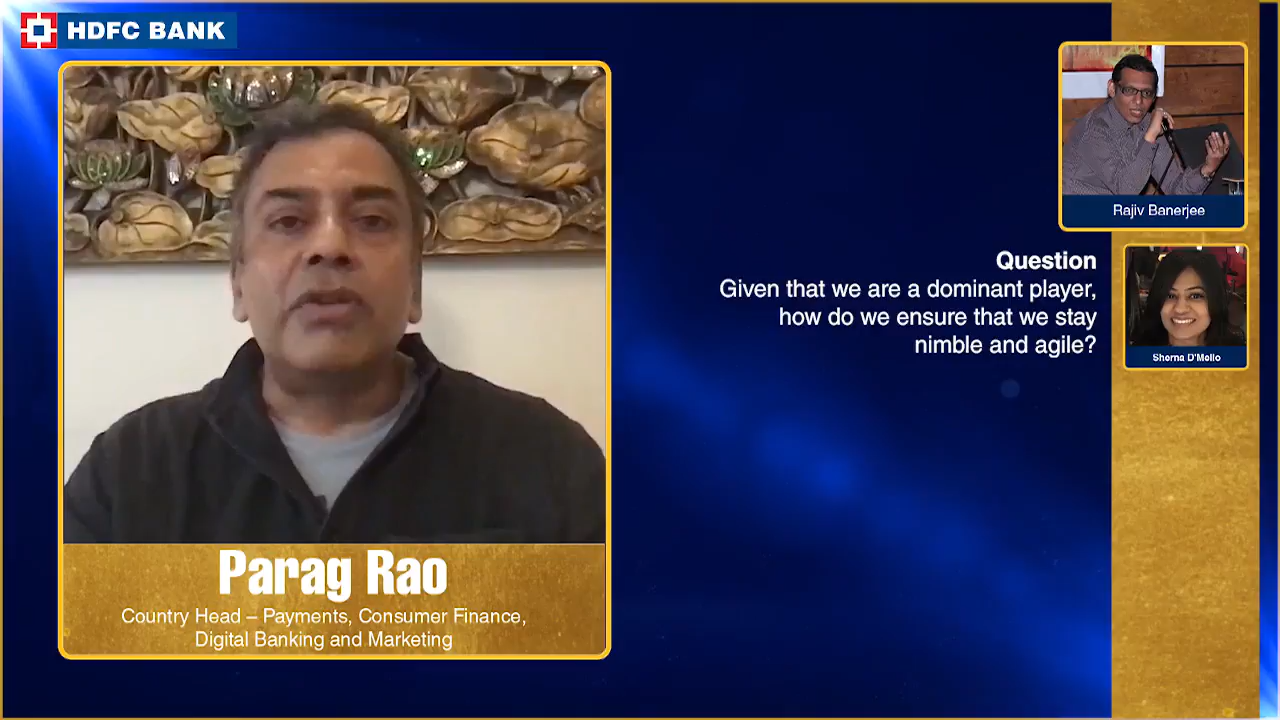 HDFC BANK
Rajiv Banerjee
Question
Given that we are a dominant player,
how do we ensure that we stay
nimble and agile?
Sherna D'Mello
Parag Rao
Country Head – Payments, Consumer Finance,
Digital Banking and Marketing